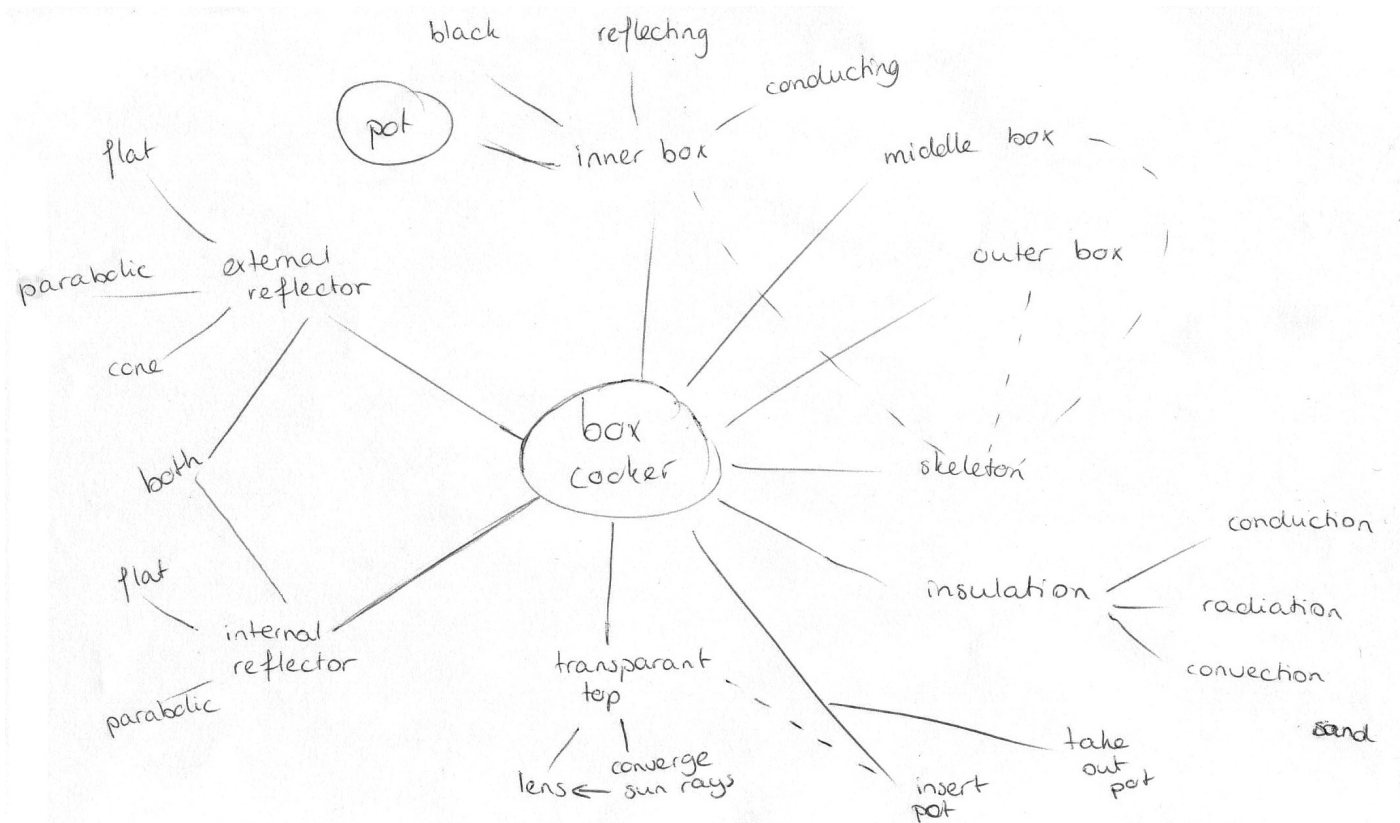 black
reflecting
conducting
pot
inner box
middle box
flat
outer box
parabolic
external
reflector
cone
box
cooker
both
skeleton
conduction
flat
insulation
radiation
internal
reflector
transparant
top
convection
parabolic
sand
take
out
pot
converge
lens ← sun rays
insert
pot